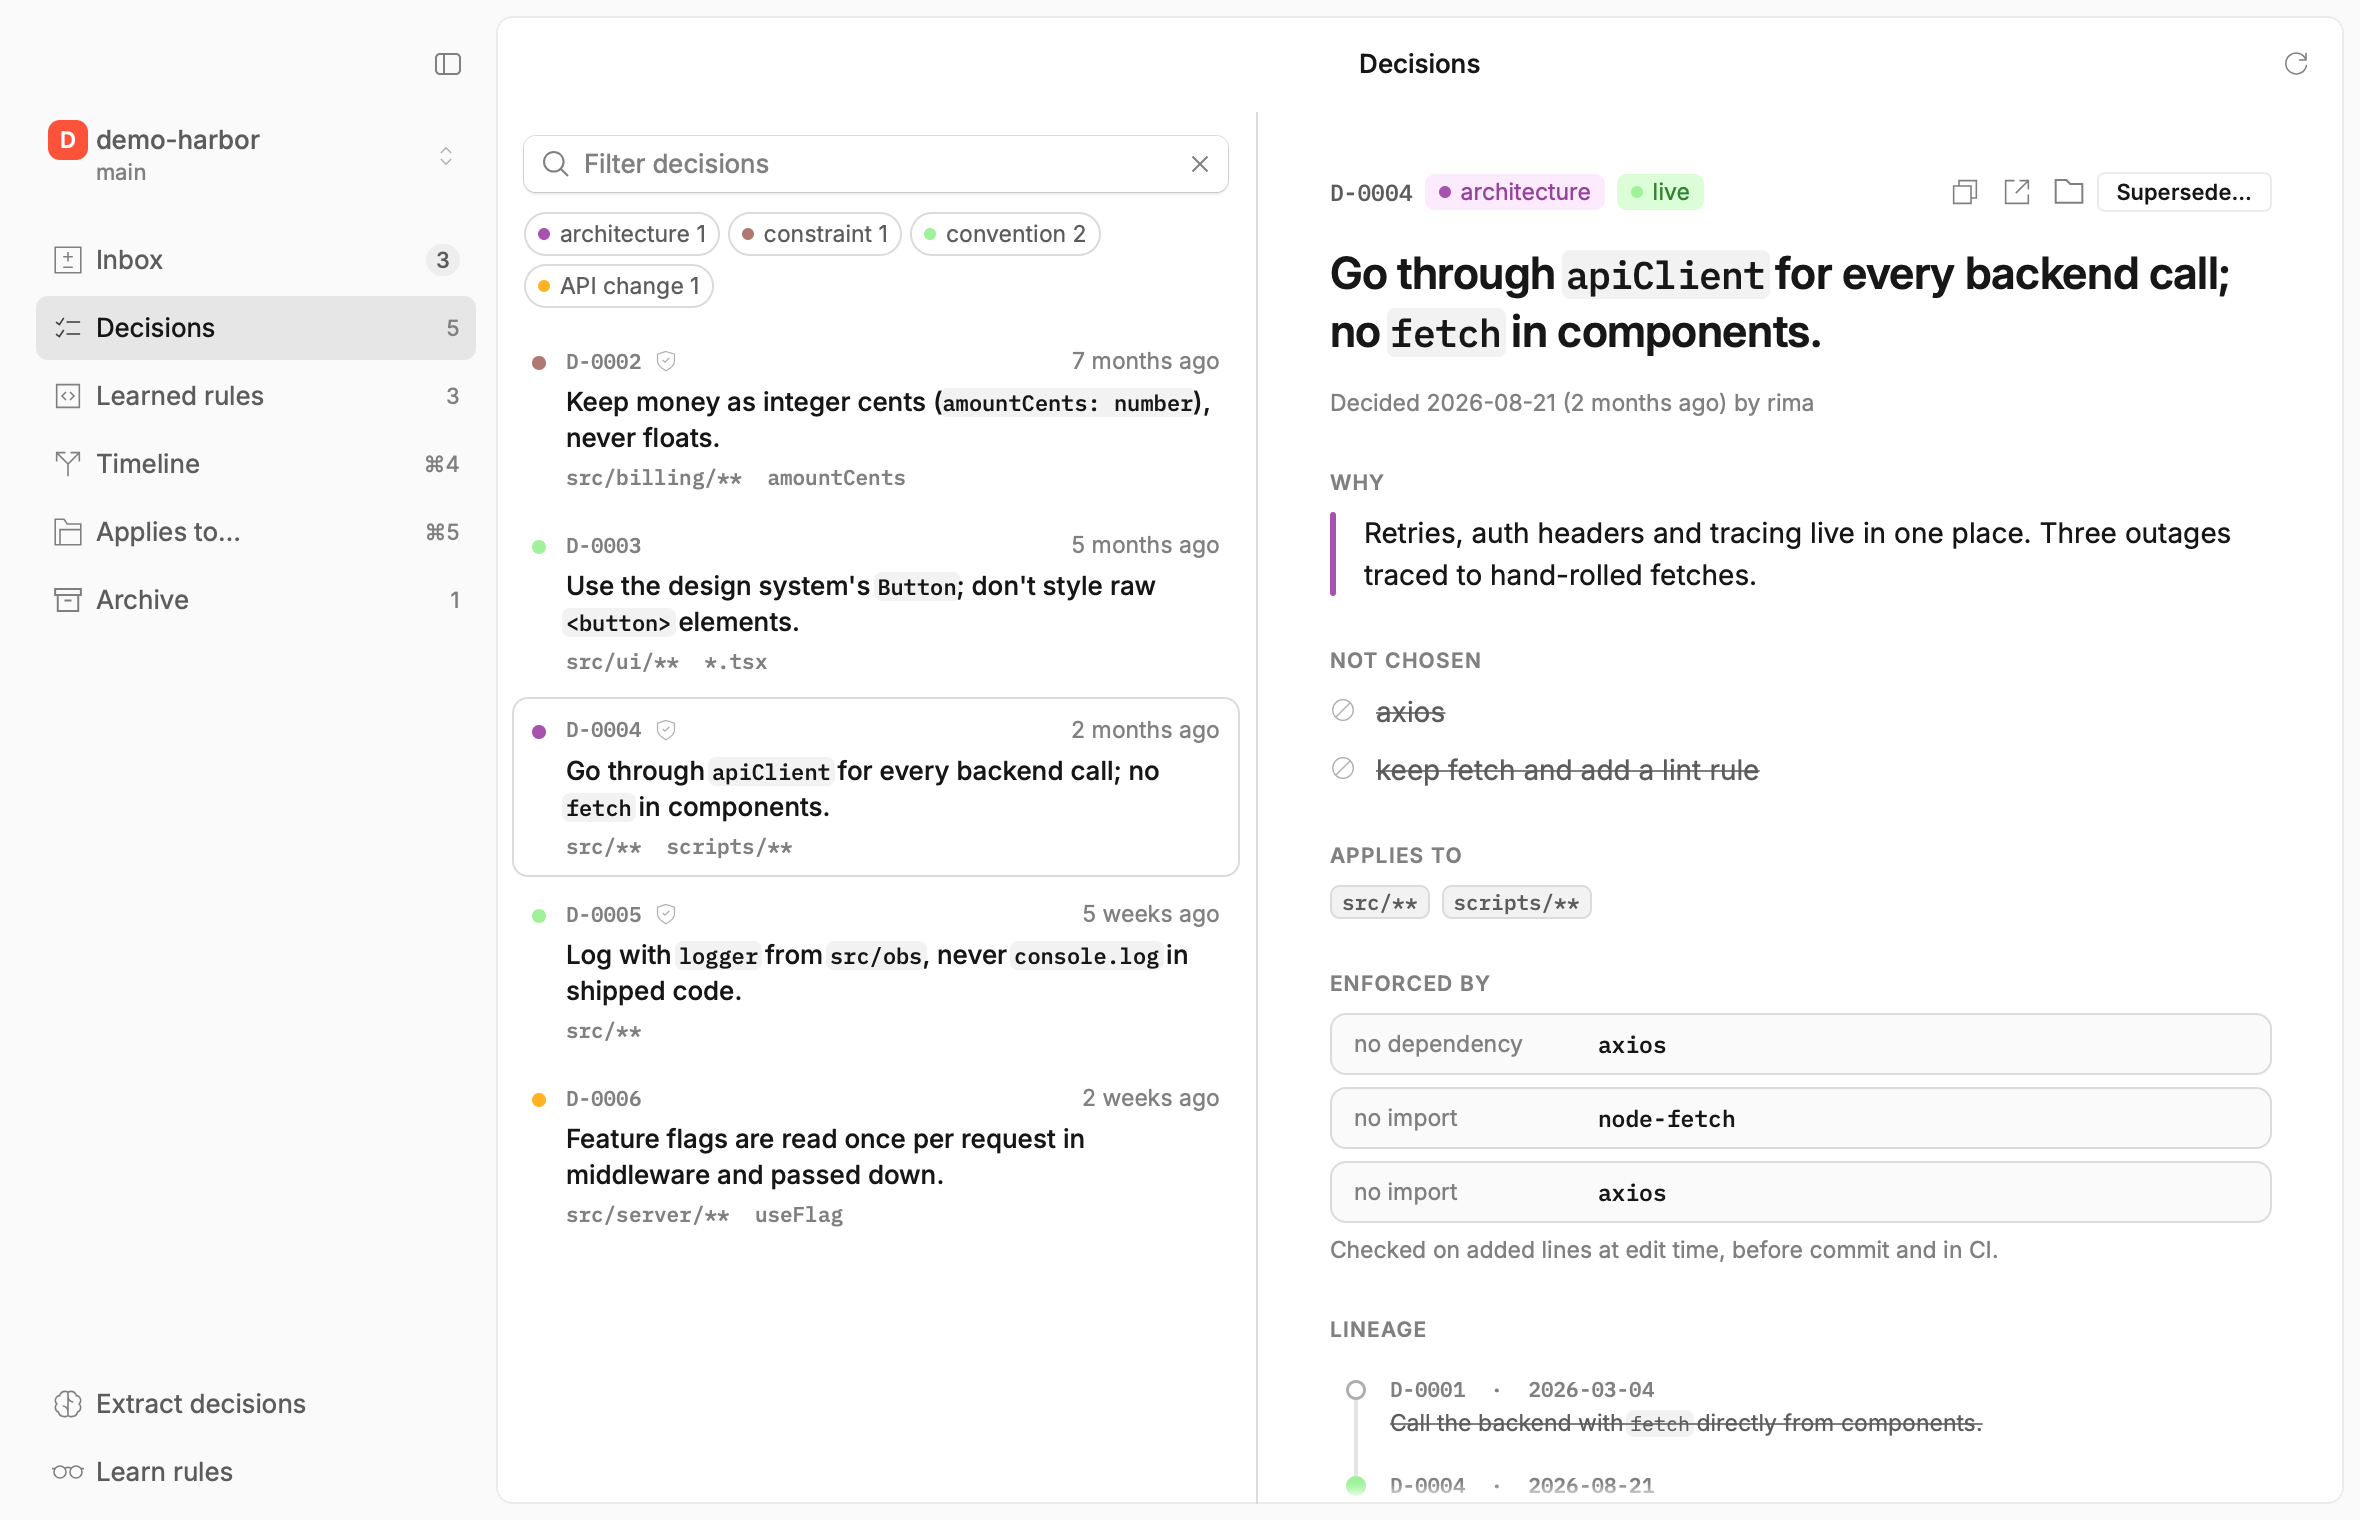 Decisions
D demo-harbor
main
Inbox 3
Decisions 5
Learned rules 3
Timeline ⌘4
Applies to... ⌘5
Archive 1
Extract decisions
Learn rules
Filter decisions
architecture 1 constraint 1 convention 2
API change 1
D-0002 7 months ago
Keep money as integer cents (amountCents: number),
never floats.
src/billing/** amountCents
D-0003 5 months ago
Use the design system's Button; don't style raw
<button> elements.
src/ui/** *.tsx
D-0004 2 months ago
Go through apiClient for every backend call; no
fetch in components.
src/** scripts/**
D-0005 5 weeks ago
Log with logger from src/obs, never console.log in
shipped code.
src/**
D-0006 2 weeks ago
Feature flags are read once per request in
middleware and passed down.
src/server/** useFlag
D-0004 architecture live Supersede...
Go through apiClient for every backend call;
no fetch in components.
Decided 2026-08-21 (2 months ago) by rima
WHY
Retries, auth headers and tracing live in one place. Three outages
traced to hand-rolled fetches.
NOT CHOSEN
axios
keep fetch and add a lint rule
APPLIES TO
src/** scripts/**
ENFORCED BY
no dependency axios
no import node-fetch
no import axios
Checked on added lines at edit time, before commit and in CI.
LINEAGE
D-0001 · 2026-03-04
Call the backend with fetch directly from components.
D-0004 · 2026-08-21